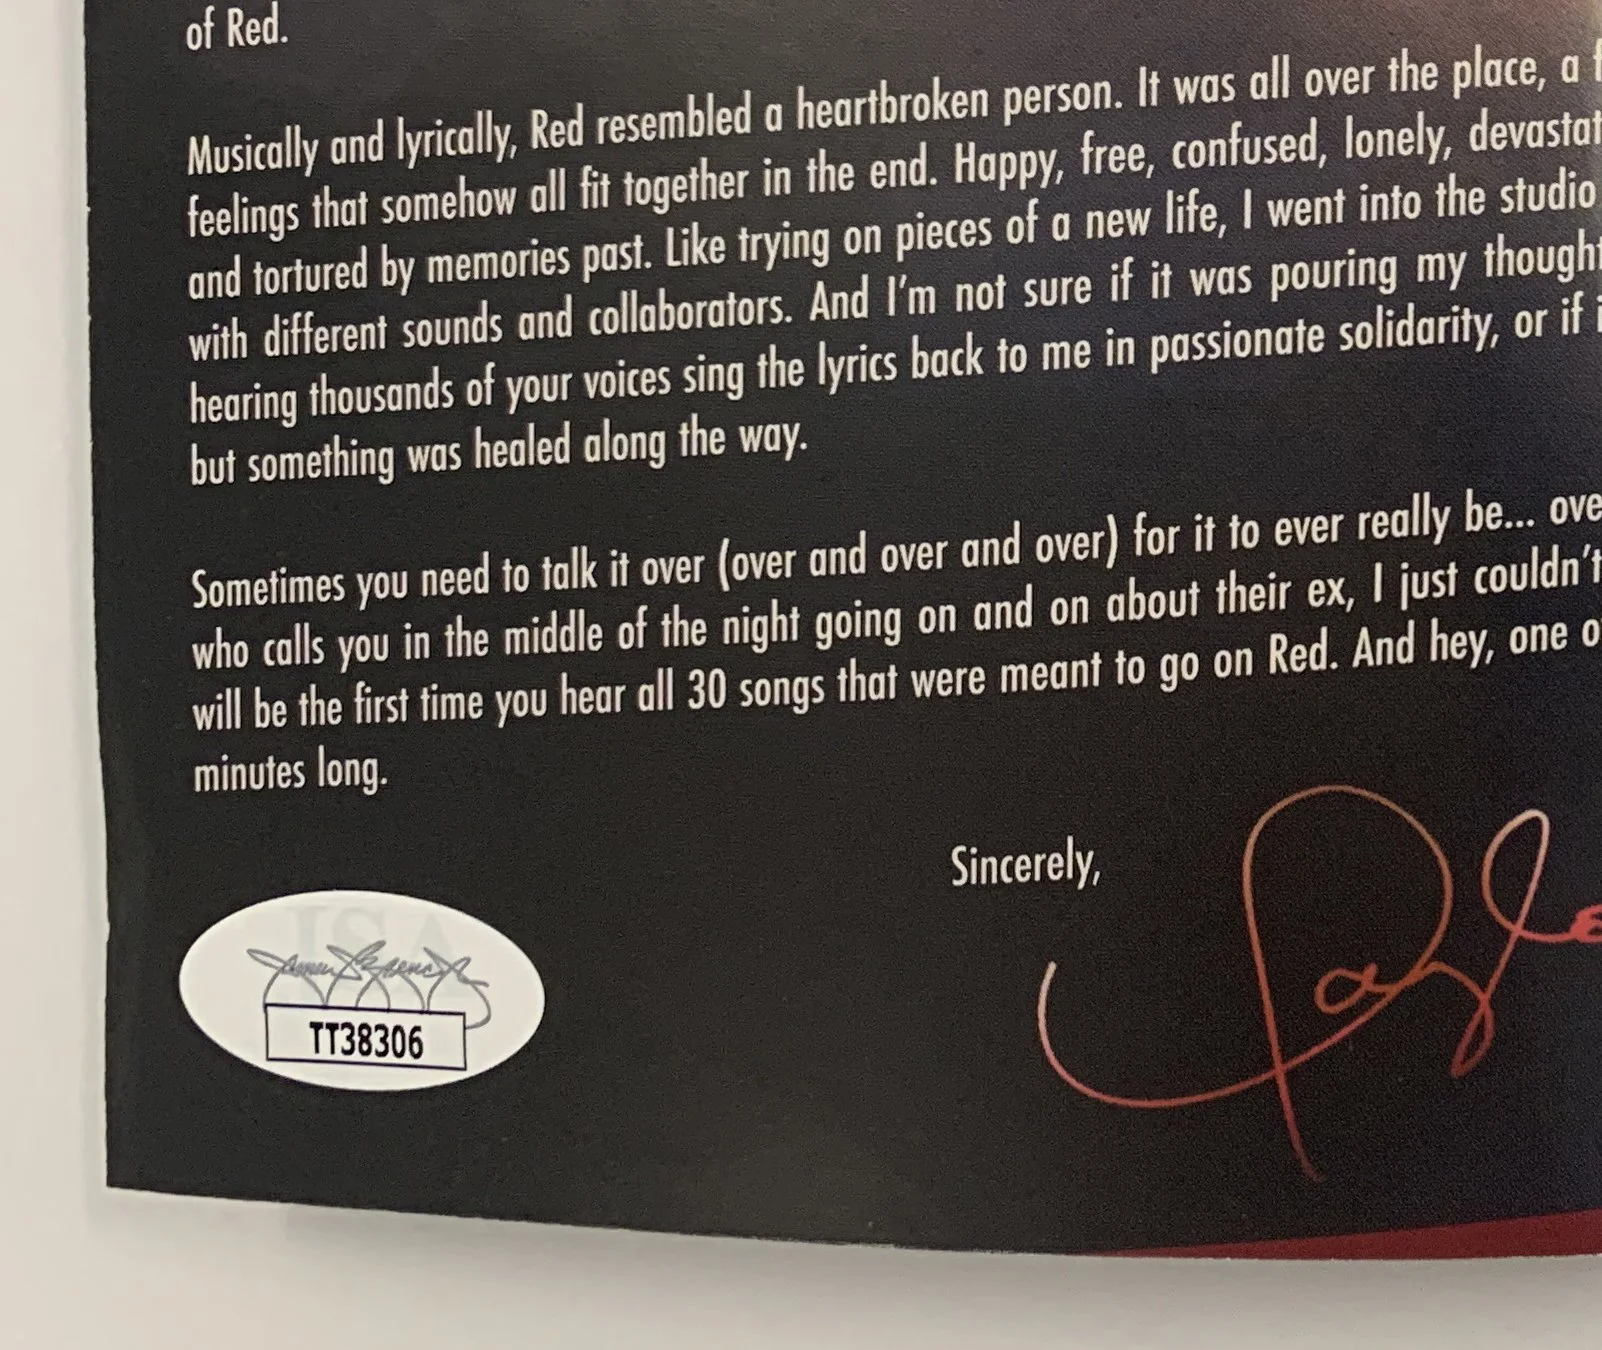 of Red.
Musically and lyrically, Red resembled a heartbroken person. It was all over the place, a
feelings that somehow all fit together in the end. Happy, free, confused, lonely, devastat
and tortured by memories past. Like trying on pieces of a new life, I went into the studio
with different sounds and collaborators. And I'm not sure if it was pouring my thought
hearing thousands of your voices sing the lyrics back to me in passionate solidarity, or if i
but something was healed along the way.
Sometimes you need to talk it over (over and over and over) for it to ever really be... ove
who calls you in the middle of the night going on and on about their ex, I just couldn't
will be the first time you hear all 30 songs that were meant to go on Red. And hey, one o
minutes long.
Sincerely,
Taylo
JSA
TT38306